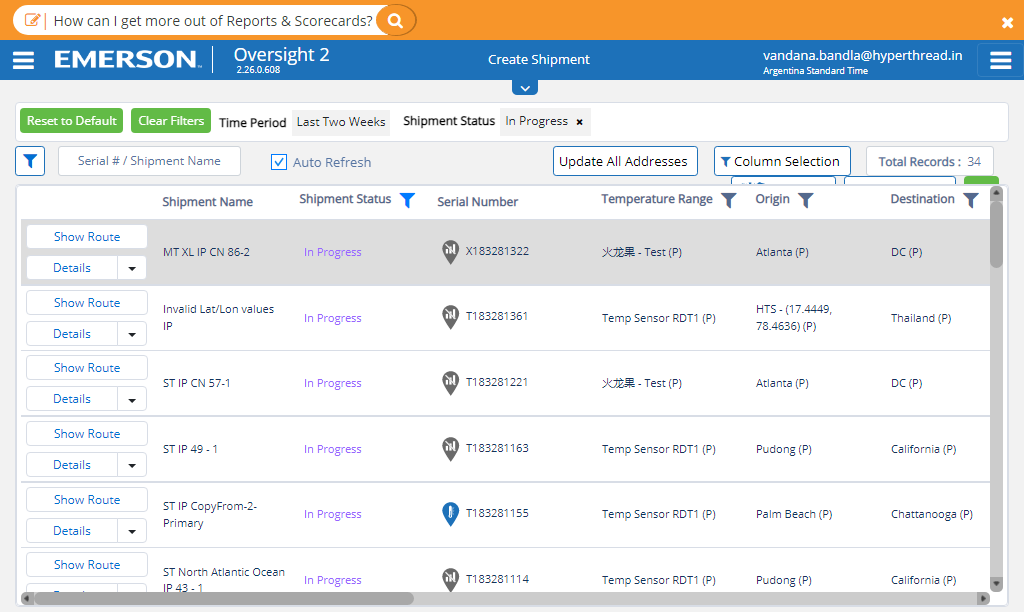 How can I get more out of Reports & Scorecards?
EMERSON
Oversight 2
2.26.0.608
Create Shipment
vandana.bandla@hyperthread.in
Argentina Standard Time
Reset to Default
Clear Filters
Time Period
Last Two Weeks
Shipment Status
In Progress ×
Serial # / Shipment Name
Auto Refresh
Update All Addresses
Column Selection
Total Records : 34
Shipment Name
Shipment Status
Serial Number
Temperature Range
Origin
Destination
Show Route
Details
MT XL IP CN 86-2
In Progress
X183281322
火龙果 - Test (P)
Atlanta (P)
DC (P)
Show Route
Details
Invalid Lat/Lon values
IP
In Progress
T183281361
Temp Sensor RDT1 (P)
HTS - (17.4449,
78.4636) (P)
Thailand (P)
Show Route
Details
ST IP CN 57-1
In Progress
T183281221
火龙果 - Test (P)
Atlanta (P)
DC (P)
Show Route
Details
ST IP 49 - 1
In Progress
T183281163
Temp Sensor RDT1 (P)
Pudong (P)
California (P)
Show Route
Details
ST IP CopyFrom-2-
Primary
In Progress
T183281155
Temp Sensor RDT1 (P)
Palm Beach (P)
Chattanooga (P)
Show Route
ST North Atlantic Ocean
IP 43 - 1
In Progress
T183281114
Temp Sensor RDT1 (P)
Pudong (P)
California (P)